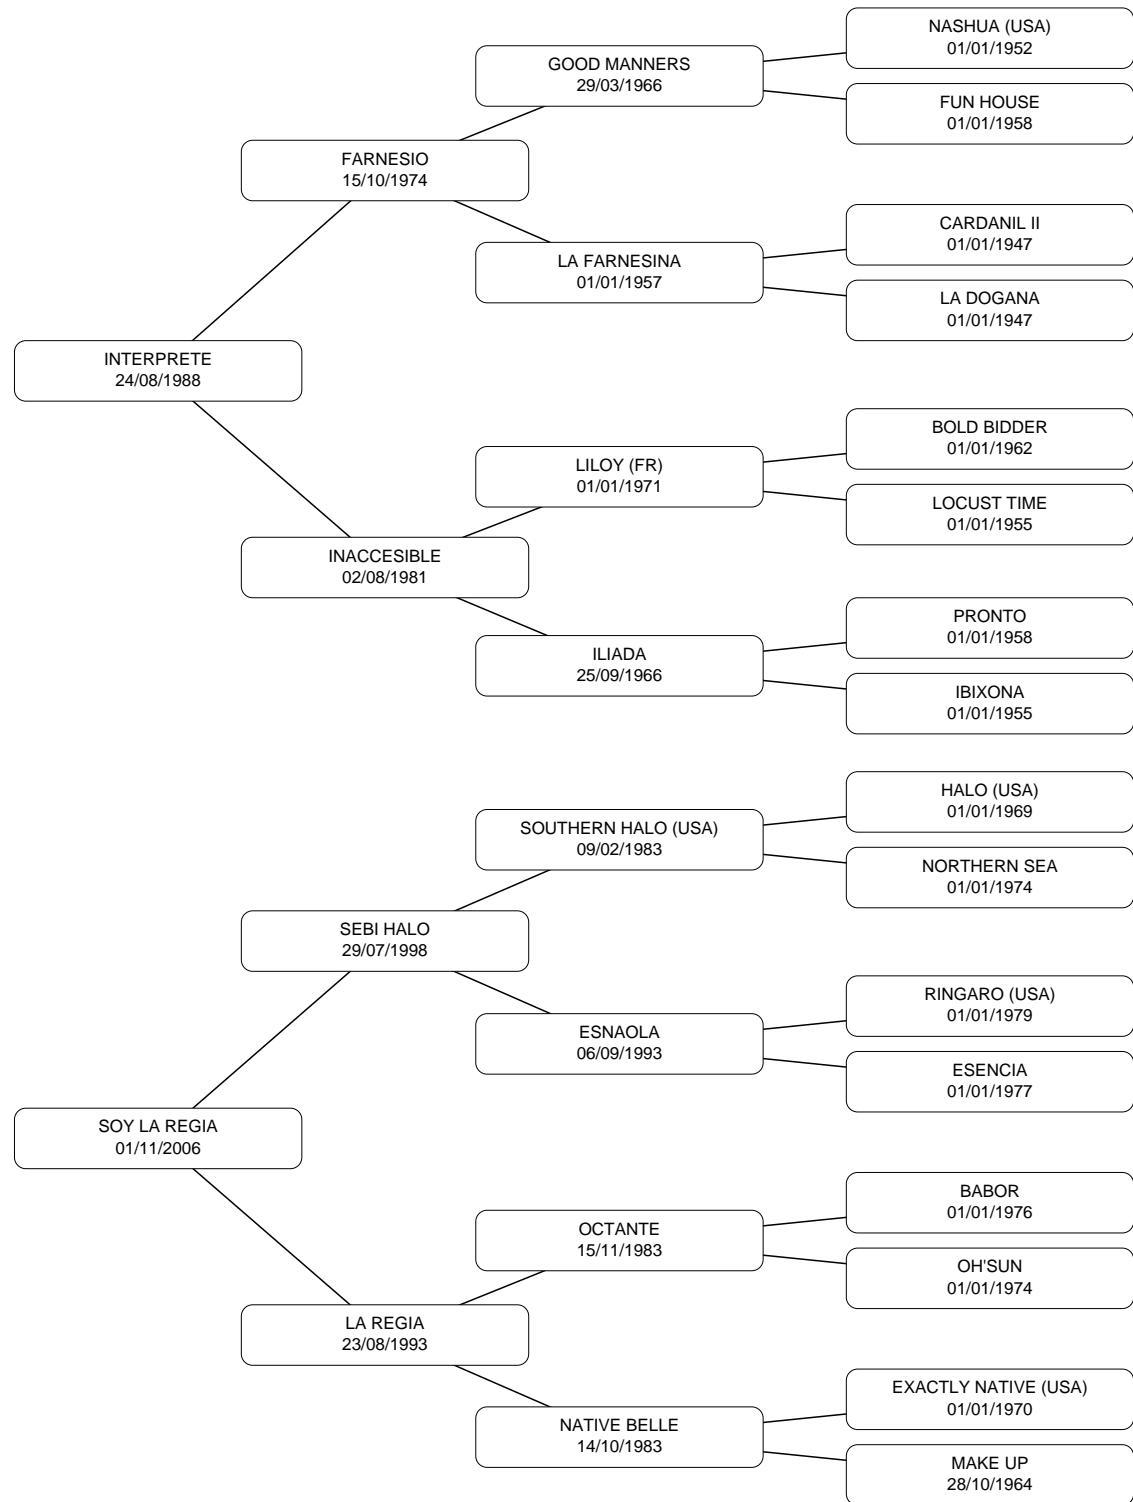 NASHUA (USA)
01/01/1952
GOOD MANNERS
29/03/1966
FUN HOUSE
01/01/1958
FARNESIO
15/10/1974
CARDANIL II
01/01/1947
LA FARNESINA
01/01/1957
LA DOGANA
01/01/1947
INTERPRETE
24/08/1988
BOLD BIDDER
01/01/1962
LILOY (FR)
01/01/1971
LOCUST TIME
01/01/1955
INACCESIBLE
02/08/1981
PRONTO
01/01/1958
ILIADA
25/09/1966
IBIXONA
01/01/1955
HALO (USA)
01/01/1969
SOUTHERN HALO (USA)
09/02/1983
NORTHERN SEA
01/01/1974
SEBI HALO
29/07/1998
RINGARO (USA)
01/01/1979
ESNAOLA
06/09/1993
ESENCIA
01/01/1977
SOY LA REGIA
01/11/2006
BABOR
01/01/1976
OCTANTE
15/11/1983
OH'SUN
01/01/1974
LA REGIA
23/08/1993
EXACTLY NATIVE (USA)
01/01/1970
NATIVE BELLE
14/10/1983
MAKE UP
28/10/1964